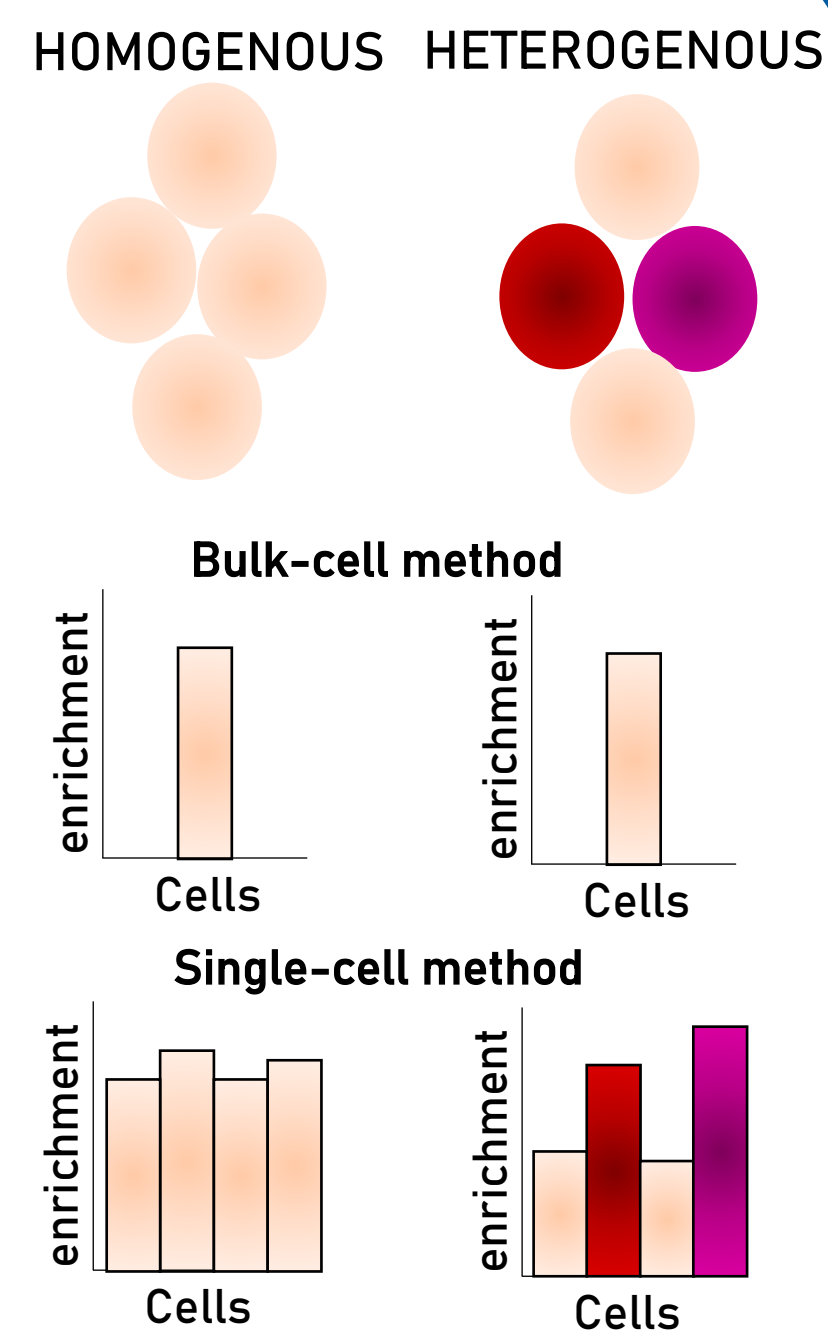 HOMOGENOUS
HETEROGENOUS
Bulk-cell method
enrichment
Cells
enrichment
Cells
Single-cell method
enrichment
Cells
enrichment
Cells